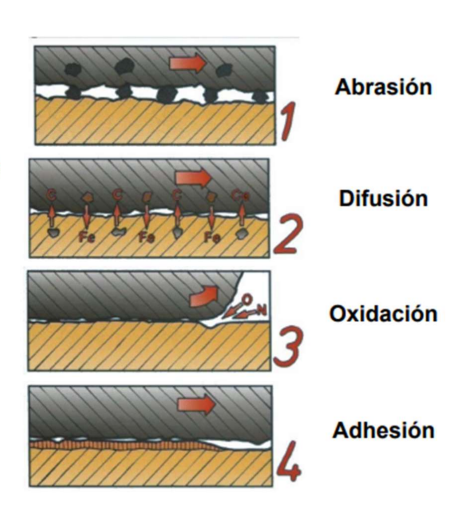 Abrasión
1
C C C Co
Difusión
Fe Fe Fe
2
O
N
Oxidación
3
Adhesión
4